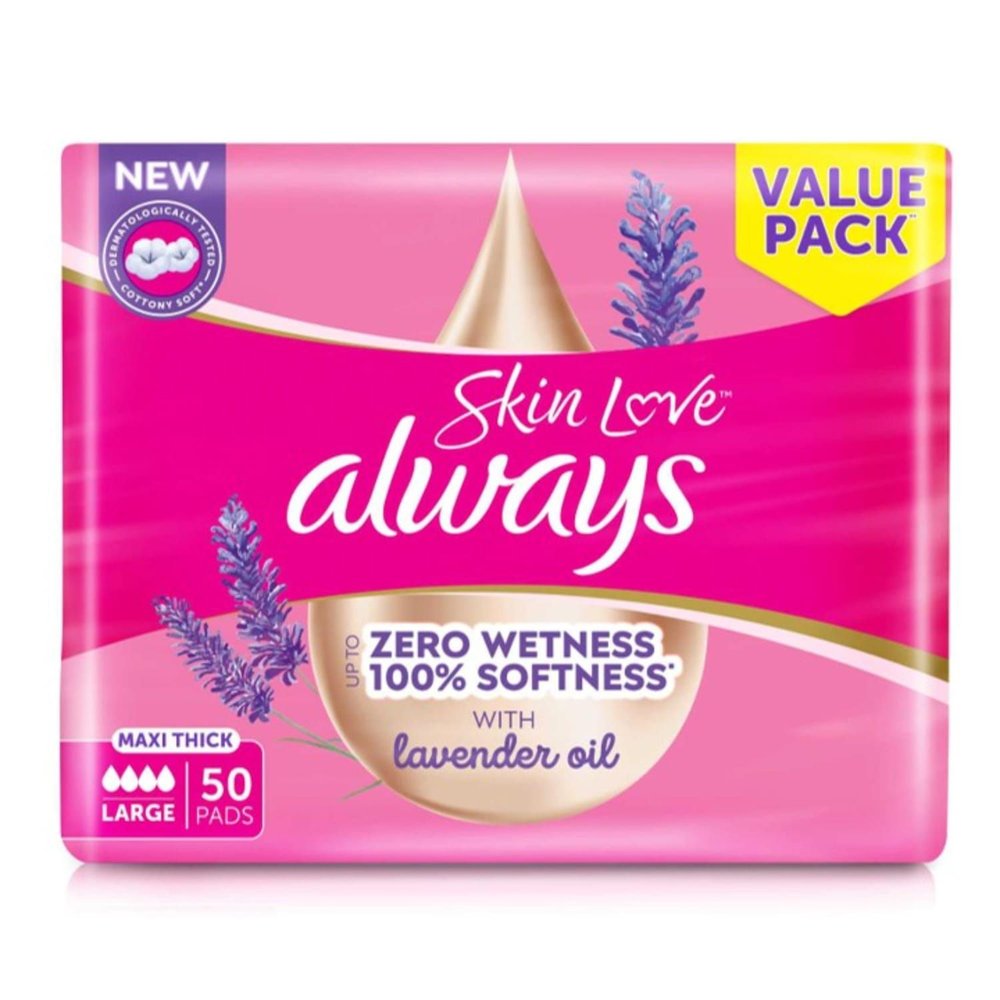 NEW
DERMATOLOGICALLY TESTED
COTTONY SOFT*
VALUE
PACK**
Skin Love™
always
UP TO
ZERO WETNESS
100% SOFTNESS**
WITH
lavender oil
MAXI THICK
LARGE
50
PADS